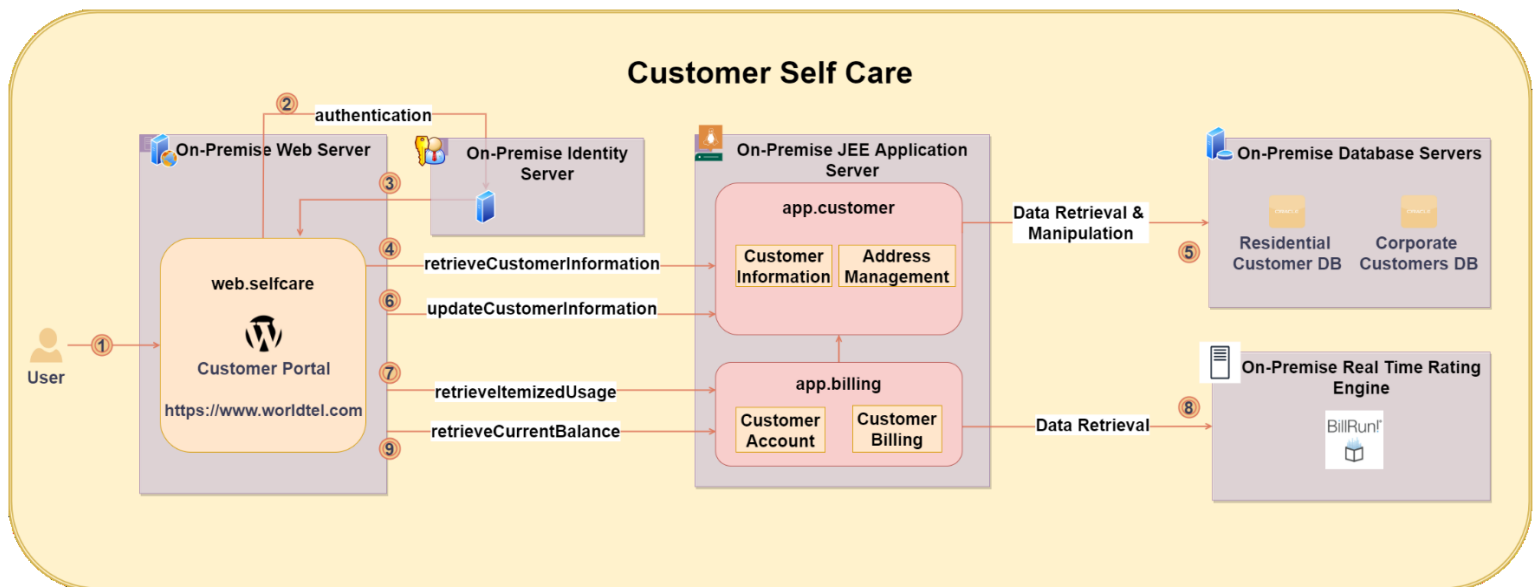 Customer Self Care
2
authentication
On-Premise Web Server
On-Premise Identity
Server
3
web.selfcare
Customer Portal
https://www.worldtel.com
User
1
4
retrieveCustomerInformation
6
updateCustomerInformation
7
retrieveItemizedUsage
retrieveCurrentBalance
9
On-Premise JEE Application
Server
app.customer
Customer
Information
Address
Management
app.billing
Customer
Account
Customer
Billing
Data Retrieval &
Manipulation
5
On-Premise Database Servers
ORACLE
Residential
Customer DB
ORACLE
Corporate
Customers DB
Data Retrieval
8
On-Premise Real Time Rating
Engine
BillRun!